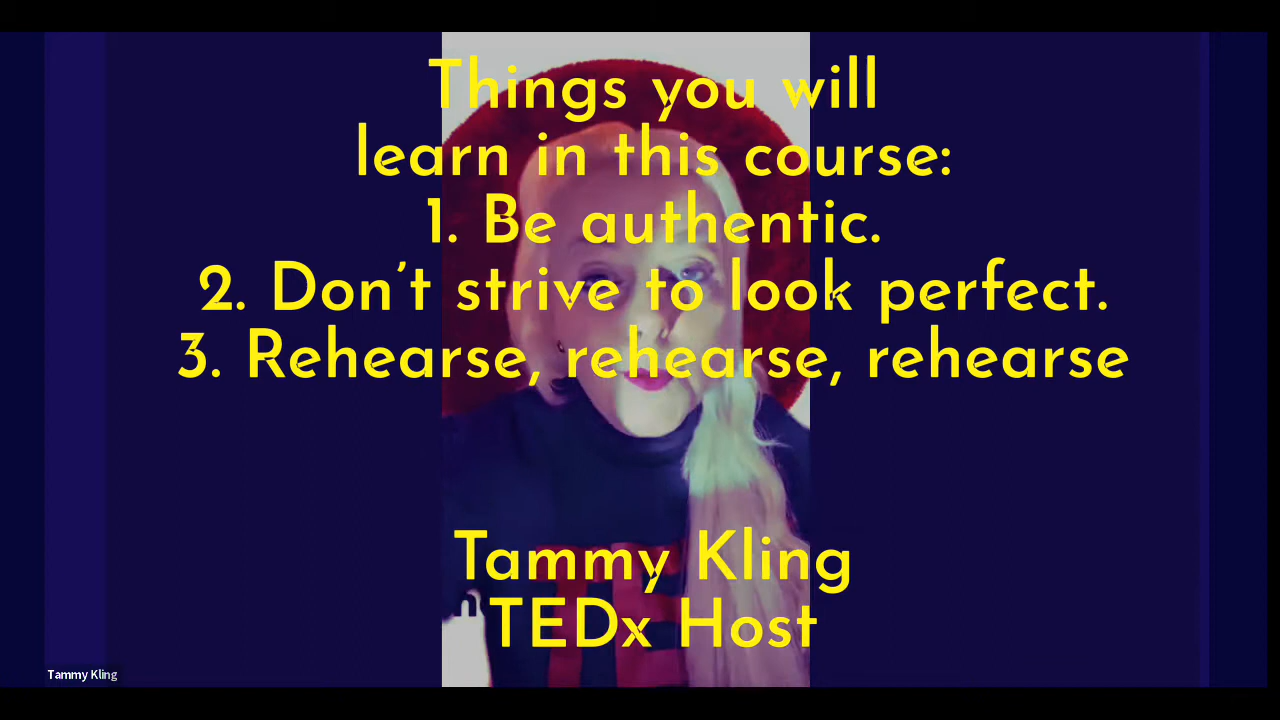 Things you will
learn in this course:
1. Be authentic.
2. Don’t strive to look perfect.
3. Rehearse, rehearse, rehearse
Tammy Kling
TEDx Host
Tammy Kling